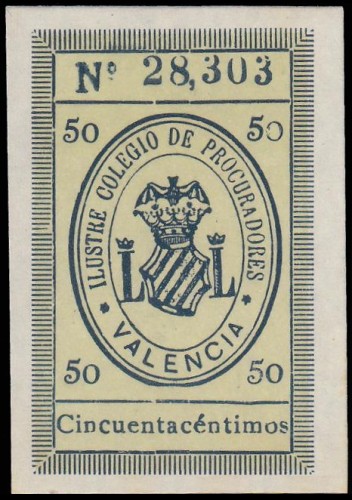 Nº 28,303
50 50
ILUSTRE COLEGIO DE PROCURADORES
L L
* VALENCIA *
50 50
Cincuentacéntimos